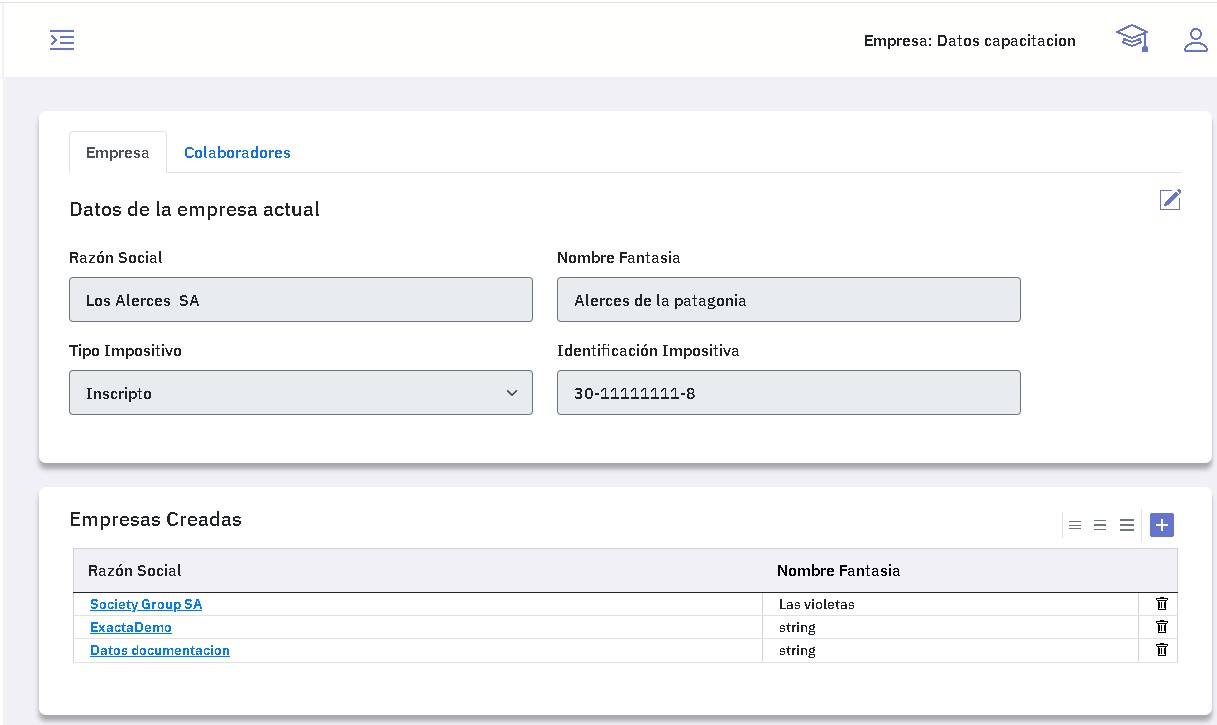 Empresa: Datos capacitacion
Empresa Colaboradores
Datos de la empresa actual
Razón Social Nombre Fantasia
Los Alerces  SA Alerces de la patagonia
Tipo Impositivo Identificación Impositiva
Inscripto 30-11111111-8
Empresas Creadas
Razón Social Nombre Fantasia
Society Group SA Las violetas
ExactaDemo string
Datos documentacion string